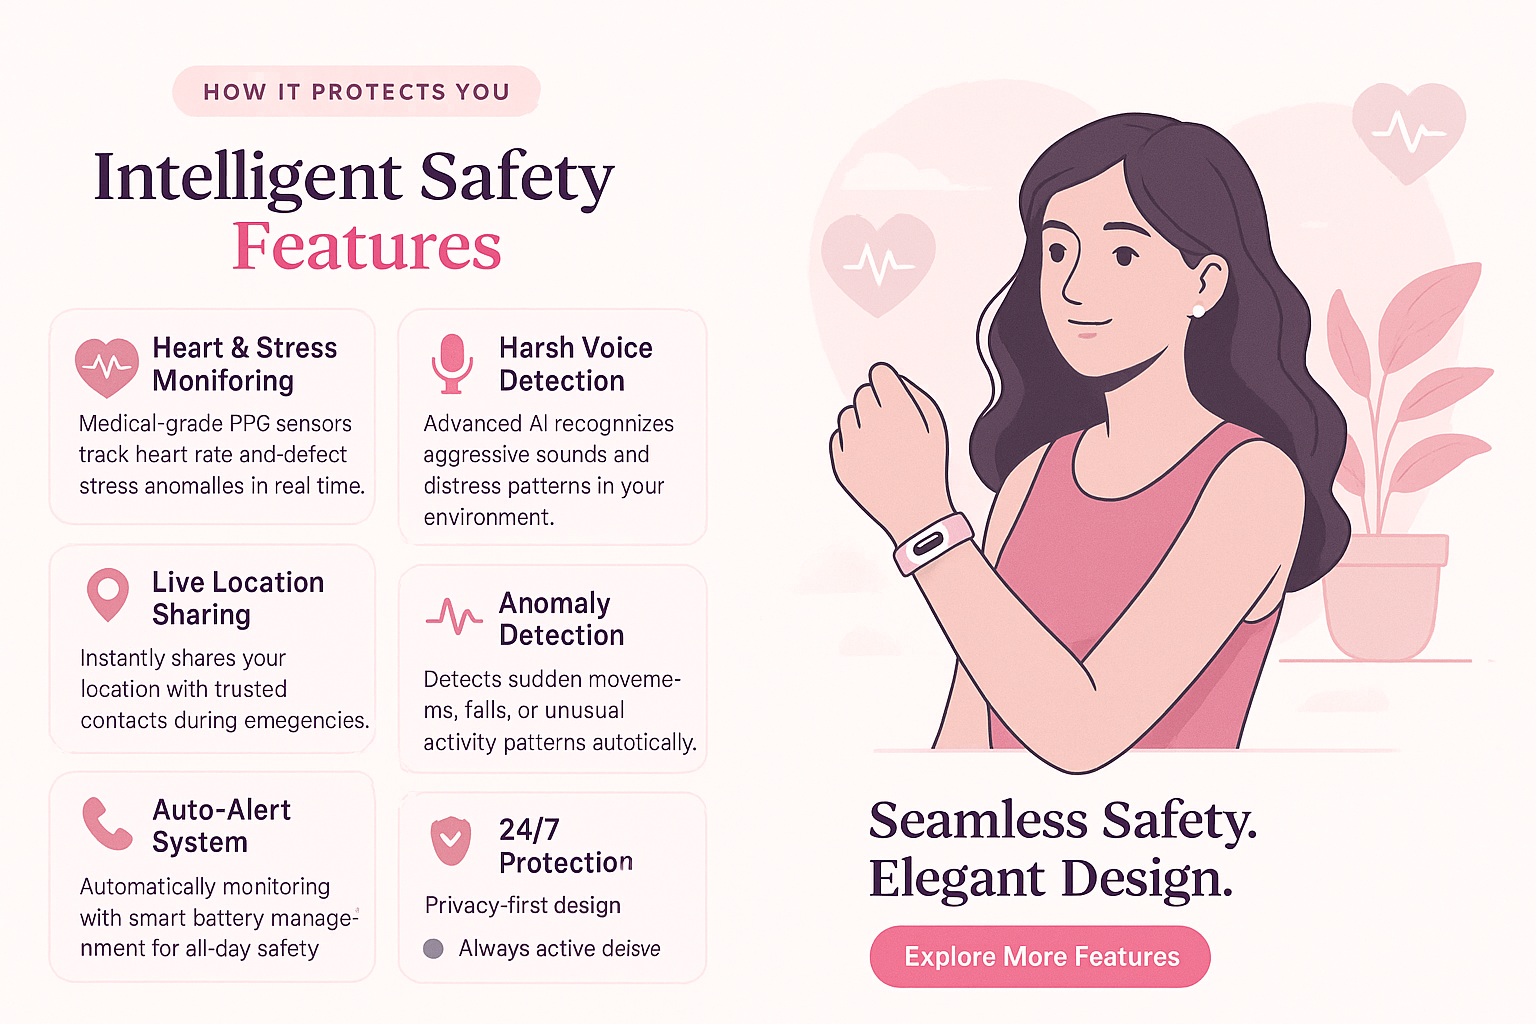 HOW IT PROTECTS YOU
Intelligent Safety
Features
Heart & Stress
Moniforing
Medical-grade PPG sensors
track heart rate and-defect
stress anomalles in real time.
Harsh Voice
Detection
Advanced AI recognnizes
aggressive sounds and
distress patterns in your
environment.
Live Location
Sharing
Instantly shares your
location with trusted
contacts during emegencies.
Anomaly
Detection
Detects sudden moveme-
ms, falls, or unusual
activity patterns autotically.
Auto-Alert
System
Automatically monitoring
with smart battery manage-
nment for all-day safety
24/7
Protection
Privacy-first design
Always active deisve
Seamless Safety.
Elegant Design.
Explore More Features